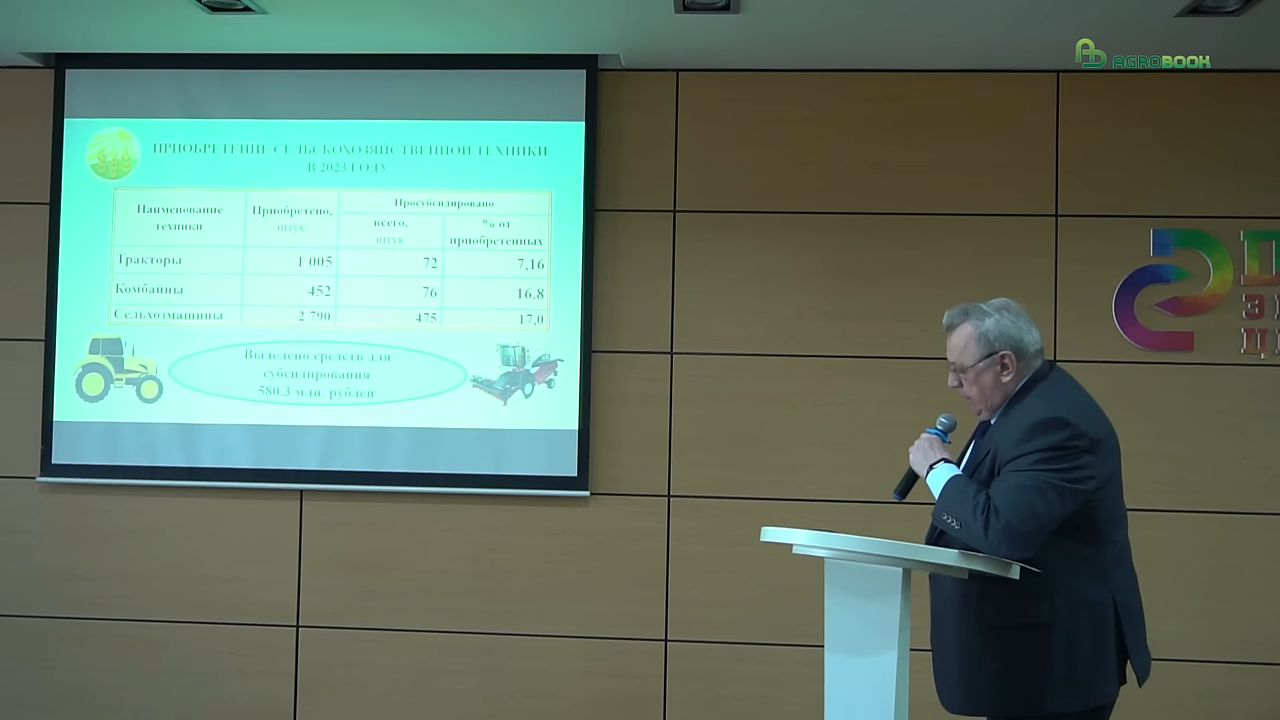 AGROBOOK
ПРИОБРЕТЕНИЕ СЕЛЬСКОХОЗЯЙСТВЕННОЙ ТЕХНИКИ
В 2023 ГОДУ
Наименование техники
Приобретено, штук
Просубсидировано
всего, штук
% от приобретенных
Тракторы 1 005 72 7,16
Комбайны 452 76 16,8
Сельхозмашины 2 790 475 17,0
Выделено средств для
субсидирования
580,3 млн. рублей